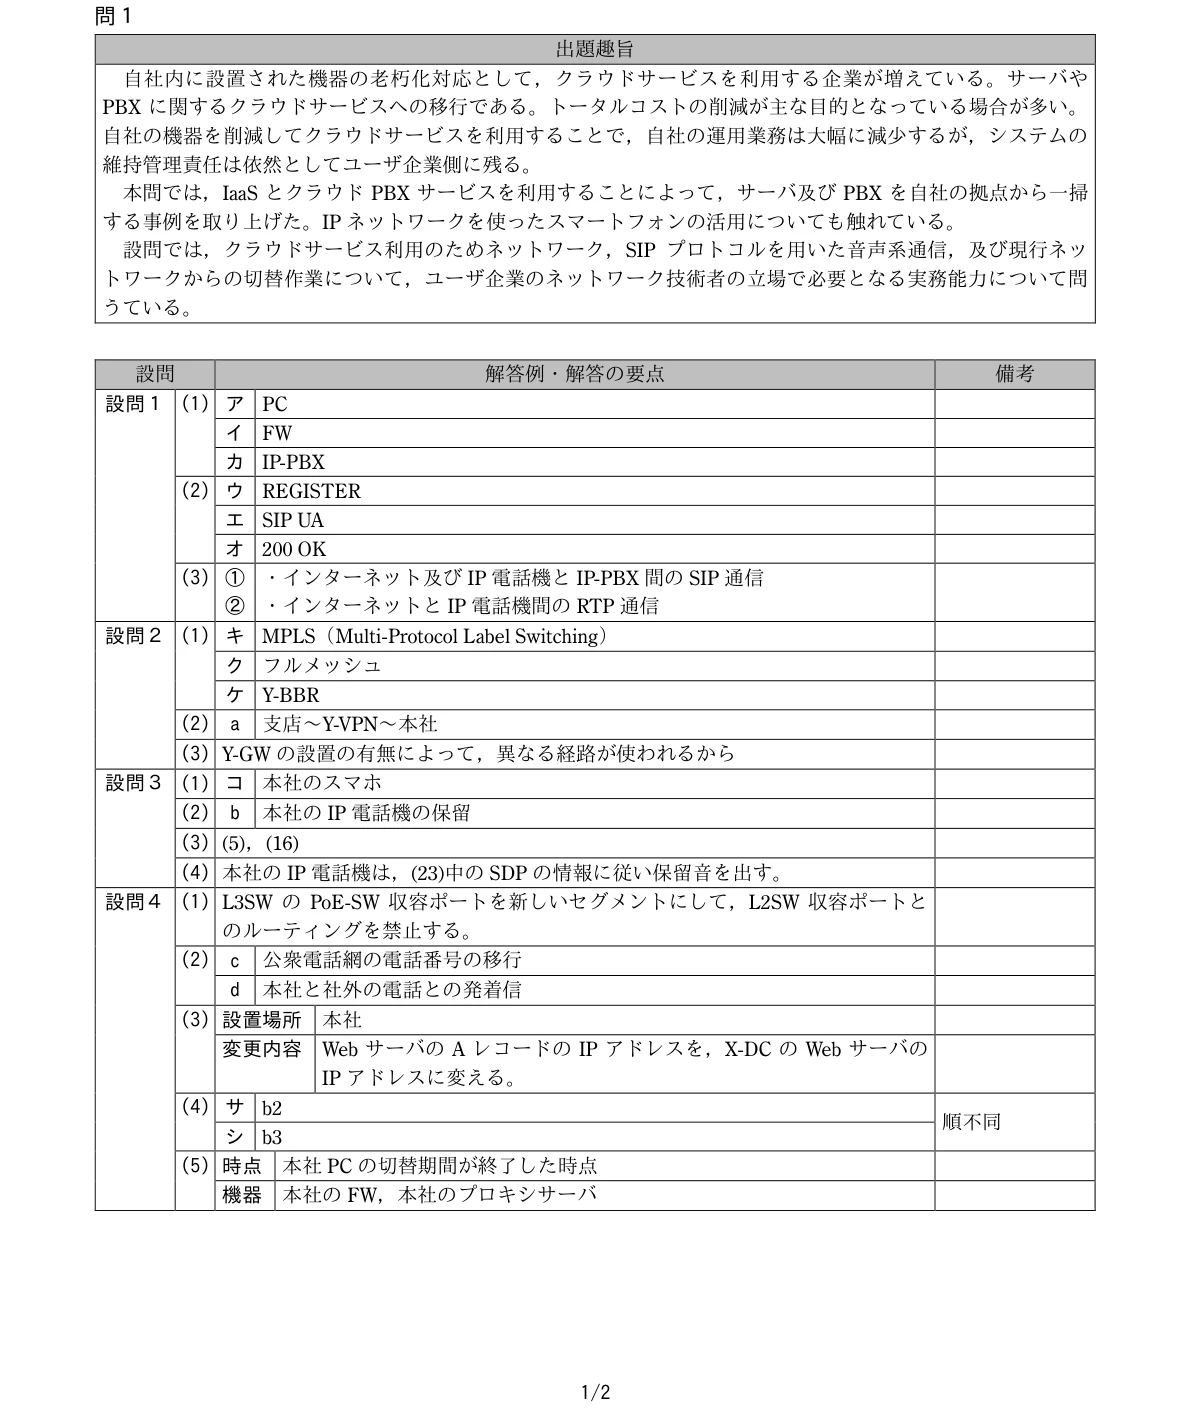 問1
出題趣旨
自社内に設置された機器の老朽化対応として，クラウドサービスを利用する企業が増えている。サーバや
PBX に関するクラウドサービスへの移行である。トータルコストの削減が主な目的となっている場合が多い。
自社の機器を削減してクラウドサービスを利用することで，自社の運用業務は大幅に減少するが，システムの
維持管理責任は依然としてユーザ企業側に残る。
本問では，IaaS とクラウド PBX サービスを利用することによって，サーバ及び PBX を自社の拠点から一掃
する事例を取り上げた。IP ネットワークを使ったスマートフォンの活用についても触れている。
設問では，クラウドサービス利用のためネットワーク，SIP プロトコルを用いた音声系通信，及び現行ネッ
トワークからの切替作業について，ユーザ企業のネットワーク技術者の立場で必要となる実務能力について問
うている。
設問 解答例・解答の要点 備考
設問1 (1) ア PC
イ FW
カ IP-PBX
(2) ウ REGISTER
エ SIP UA
オ 200 OK
(3) ① ・インターネット及び IP 電話機と IP-PBX 間の SIP 通信
② ・インターネットと IP 電話機間の RTP 通信
設問2 (1) キ MPLS（Multi-Protocol Label Switching）
ク フルメッシュ
ケ Y-BBR
(2) a 支店～Y-VPN～本社
(3) Y-GW の設置の有無によって，異なる経路が使われるから
設問3 (1) コ 本社のスマホ
(2) b 本社の IP 電話機の保留
(3) (5)，(16)
(4) 本社の IP 電話機は，(23)中の SDP の情報に従い保留音を出す。
設問4 (1) L3SW の PoE-SW 収容ポートを新しいセグメントにして，L2SW 収容ポートと
のルーティングを禁止する。
(2) c 公衆電話網の電話番号の移行
d 本社と社外の電話との発着信
(3) 設置場所 本社
変更内容 Web サーバの A レコードの IP アドレスを，X-DC の Web サーバの
IP アドレスに変える。
(4) サ b2 順不同
シ b3
(5) 時点 本社 PC の切替期間が終了した時点
機器 本社の FW，本社のプロキシサーバ
1/2